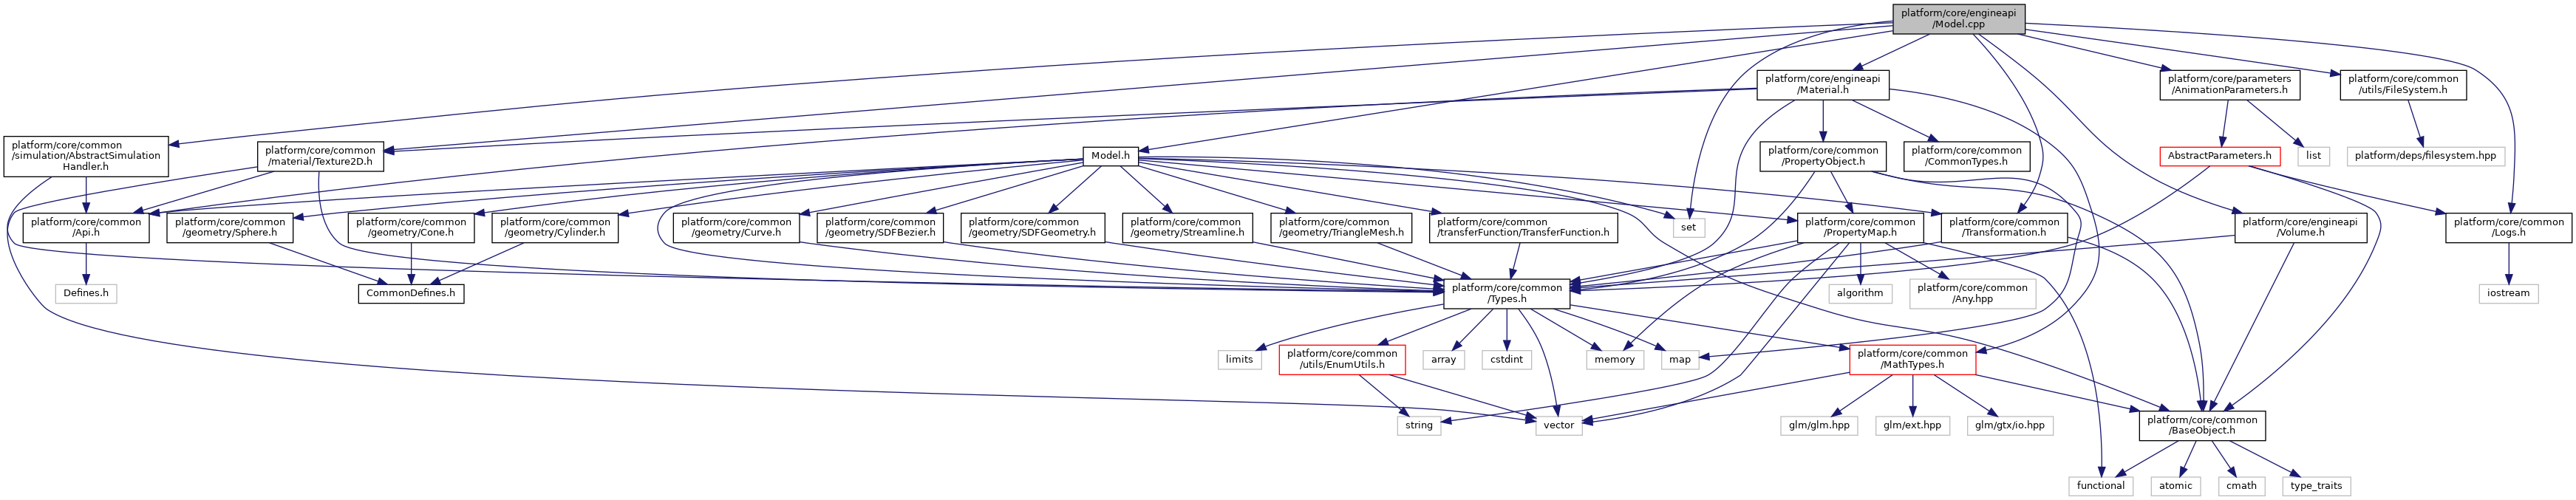 platform/core/engineapi
/Model.cpp
platform/core/engineapi
/Material.h
platform/core/parameters
/AnimationParameters.h
platform/core/common
/utils/FileSystem.h
platform/core/common
/simulation/AbstractSimulation
Handler.h
platform/core/common
/material/Texture2D.h
Model.h
platform/core/common
/PropertyObject.h
platform/core/common
/CommonTypes.h
AbstractParameters.h
list
platform/deps/filesystem.hpp
platform/core/common
/Api.h
platform/core/common
/geometry/Sphere.h
platform/core/common
/geometry/Cone.h
platform/core/common
/geometry/Cylinder.h
platform/core/common
/geometry/Curve.h
platform/core/common
/geometry/SDFBezier.h
platform/core/common
/geometry/SDFGeometry.h
platform/core/common
/geometry/Streamline.h
platform/core/common
/geometry/TriangleMesh.h
platform/core/common
/transferFunction/TransferFunction.h
set
platform/core/common
/PropertyMap.h
platform/core/common
/Transformation.h
platform/core/engineapi
/Volume.h
platform/core/common
/Logs.h
Defines.h
CommonDefines.h
platform/core/common
/Types.h
algorithm
platform/core/common
/Any.hpp
iostream
limits
platform/core/common
/utils/EnumUtils.h
array
cstdint
memory
map
platform/core/common
/MathTypes.h
string
vector
glm/glm.hpp
glm/ext.hpp
glm/gtx/io.hpp
platform/core/common
/BaseObject.h
functional
atomic
cmath
type_traits